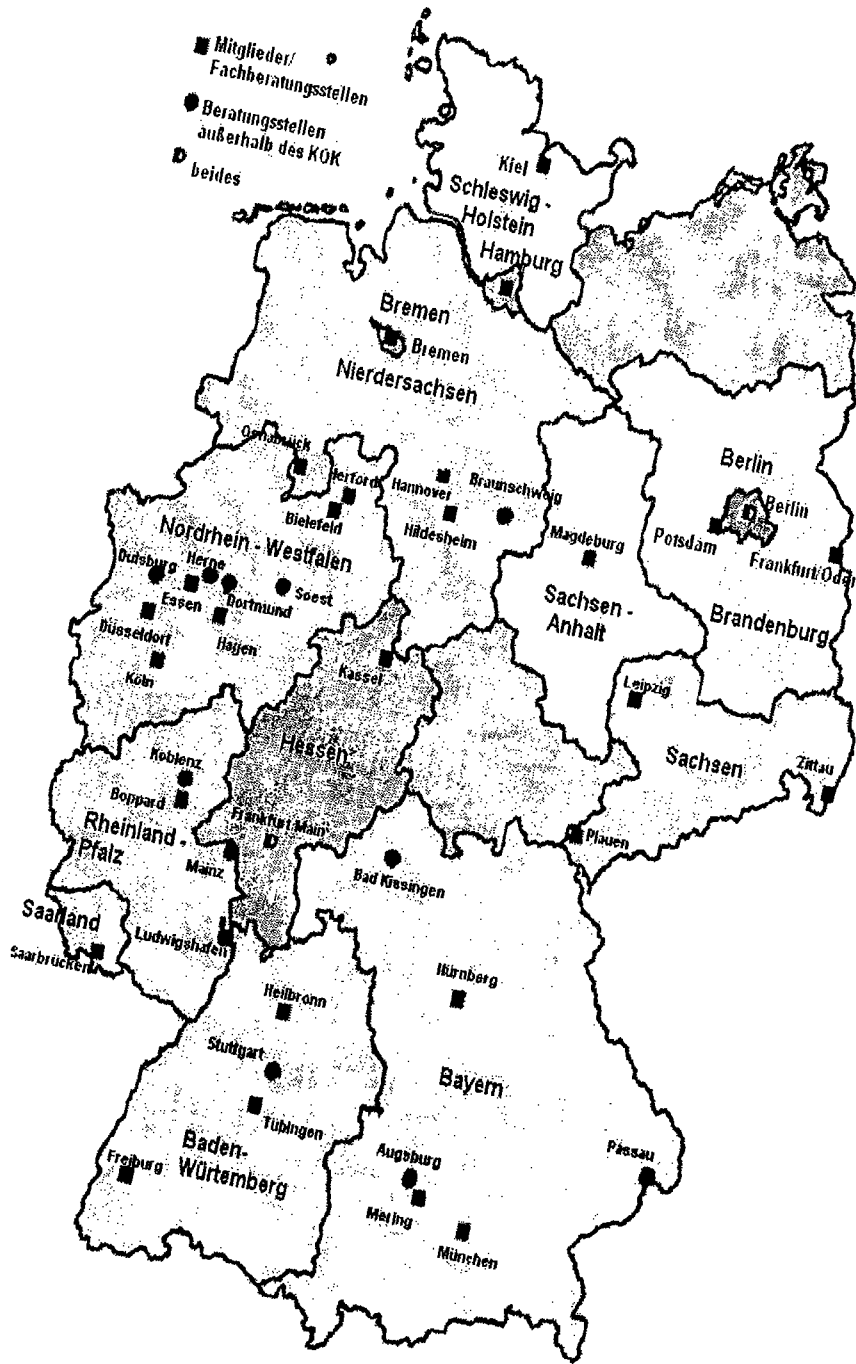 Mitglieder/
Fachberatungsstellen
Beratungsstellen
außerhalb des KOK
beides
Kiel
Schleswig -
Holstein
Hamburg
Bremen
Bremen
Nierdersachsen
Osnabrück
Herford
Hannover
Braunschweig
Bielefeld
Hildesheim
Berlin
Berlin
Potsdam
Frankfurt/Oder
Brandenburg
Magdeburg
Sachsen -
Anhalt
Nordrhein - Westfalen
Duisburg
Herne
Essen
Dortmund
Soest
Düsseldorf
Hagen
Köln
Kassel
Hessen
Leipzig
Sachsen
Zittau
Plauen
Koblenz
Boppard
Rheinland -
Pfalz
Frankfurt/Main
Mainz
Bad Kissingen
Saarland
Ludwigshafen
Saarbrücken
Heilbronn
Nürnberg
Stuttgart
Bayern
Tübingen
Baden-
Würtemberg
Freiburg
Augsburg
Passau
Mering
München